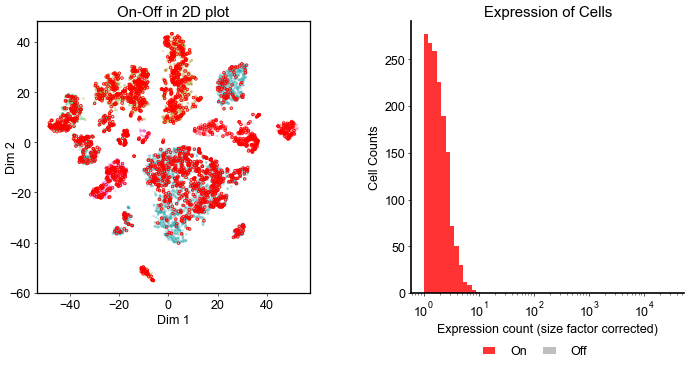 On-Off in 2D plot
Dim 2
40
20
0
−20
−40
−60
−40
−20
0
20
40
Dim 1
Expression of Cells
Cell Counts
250
200
150
100
50
0
10^0
10^1
10^2
10^3
10^4
Expression count (size factor corrected)
On
Off